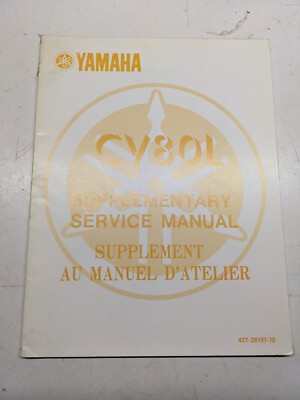 YAMAHA
CV80L
SUPPLEMENTARY
SERVICE MANUAL
SUPPLEMENT
AU MANUEL D'ATELIER